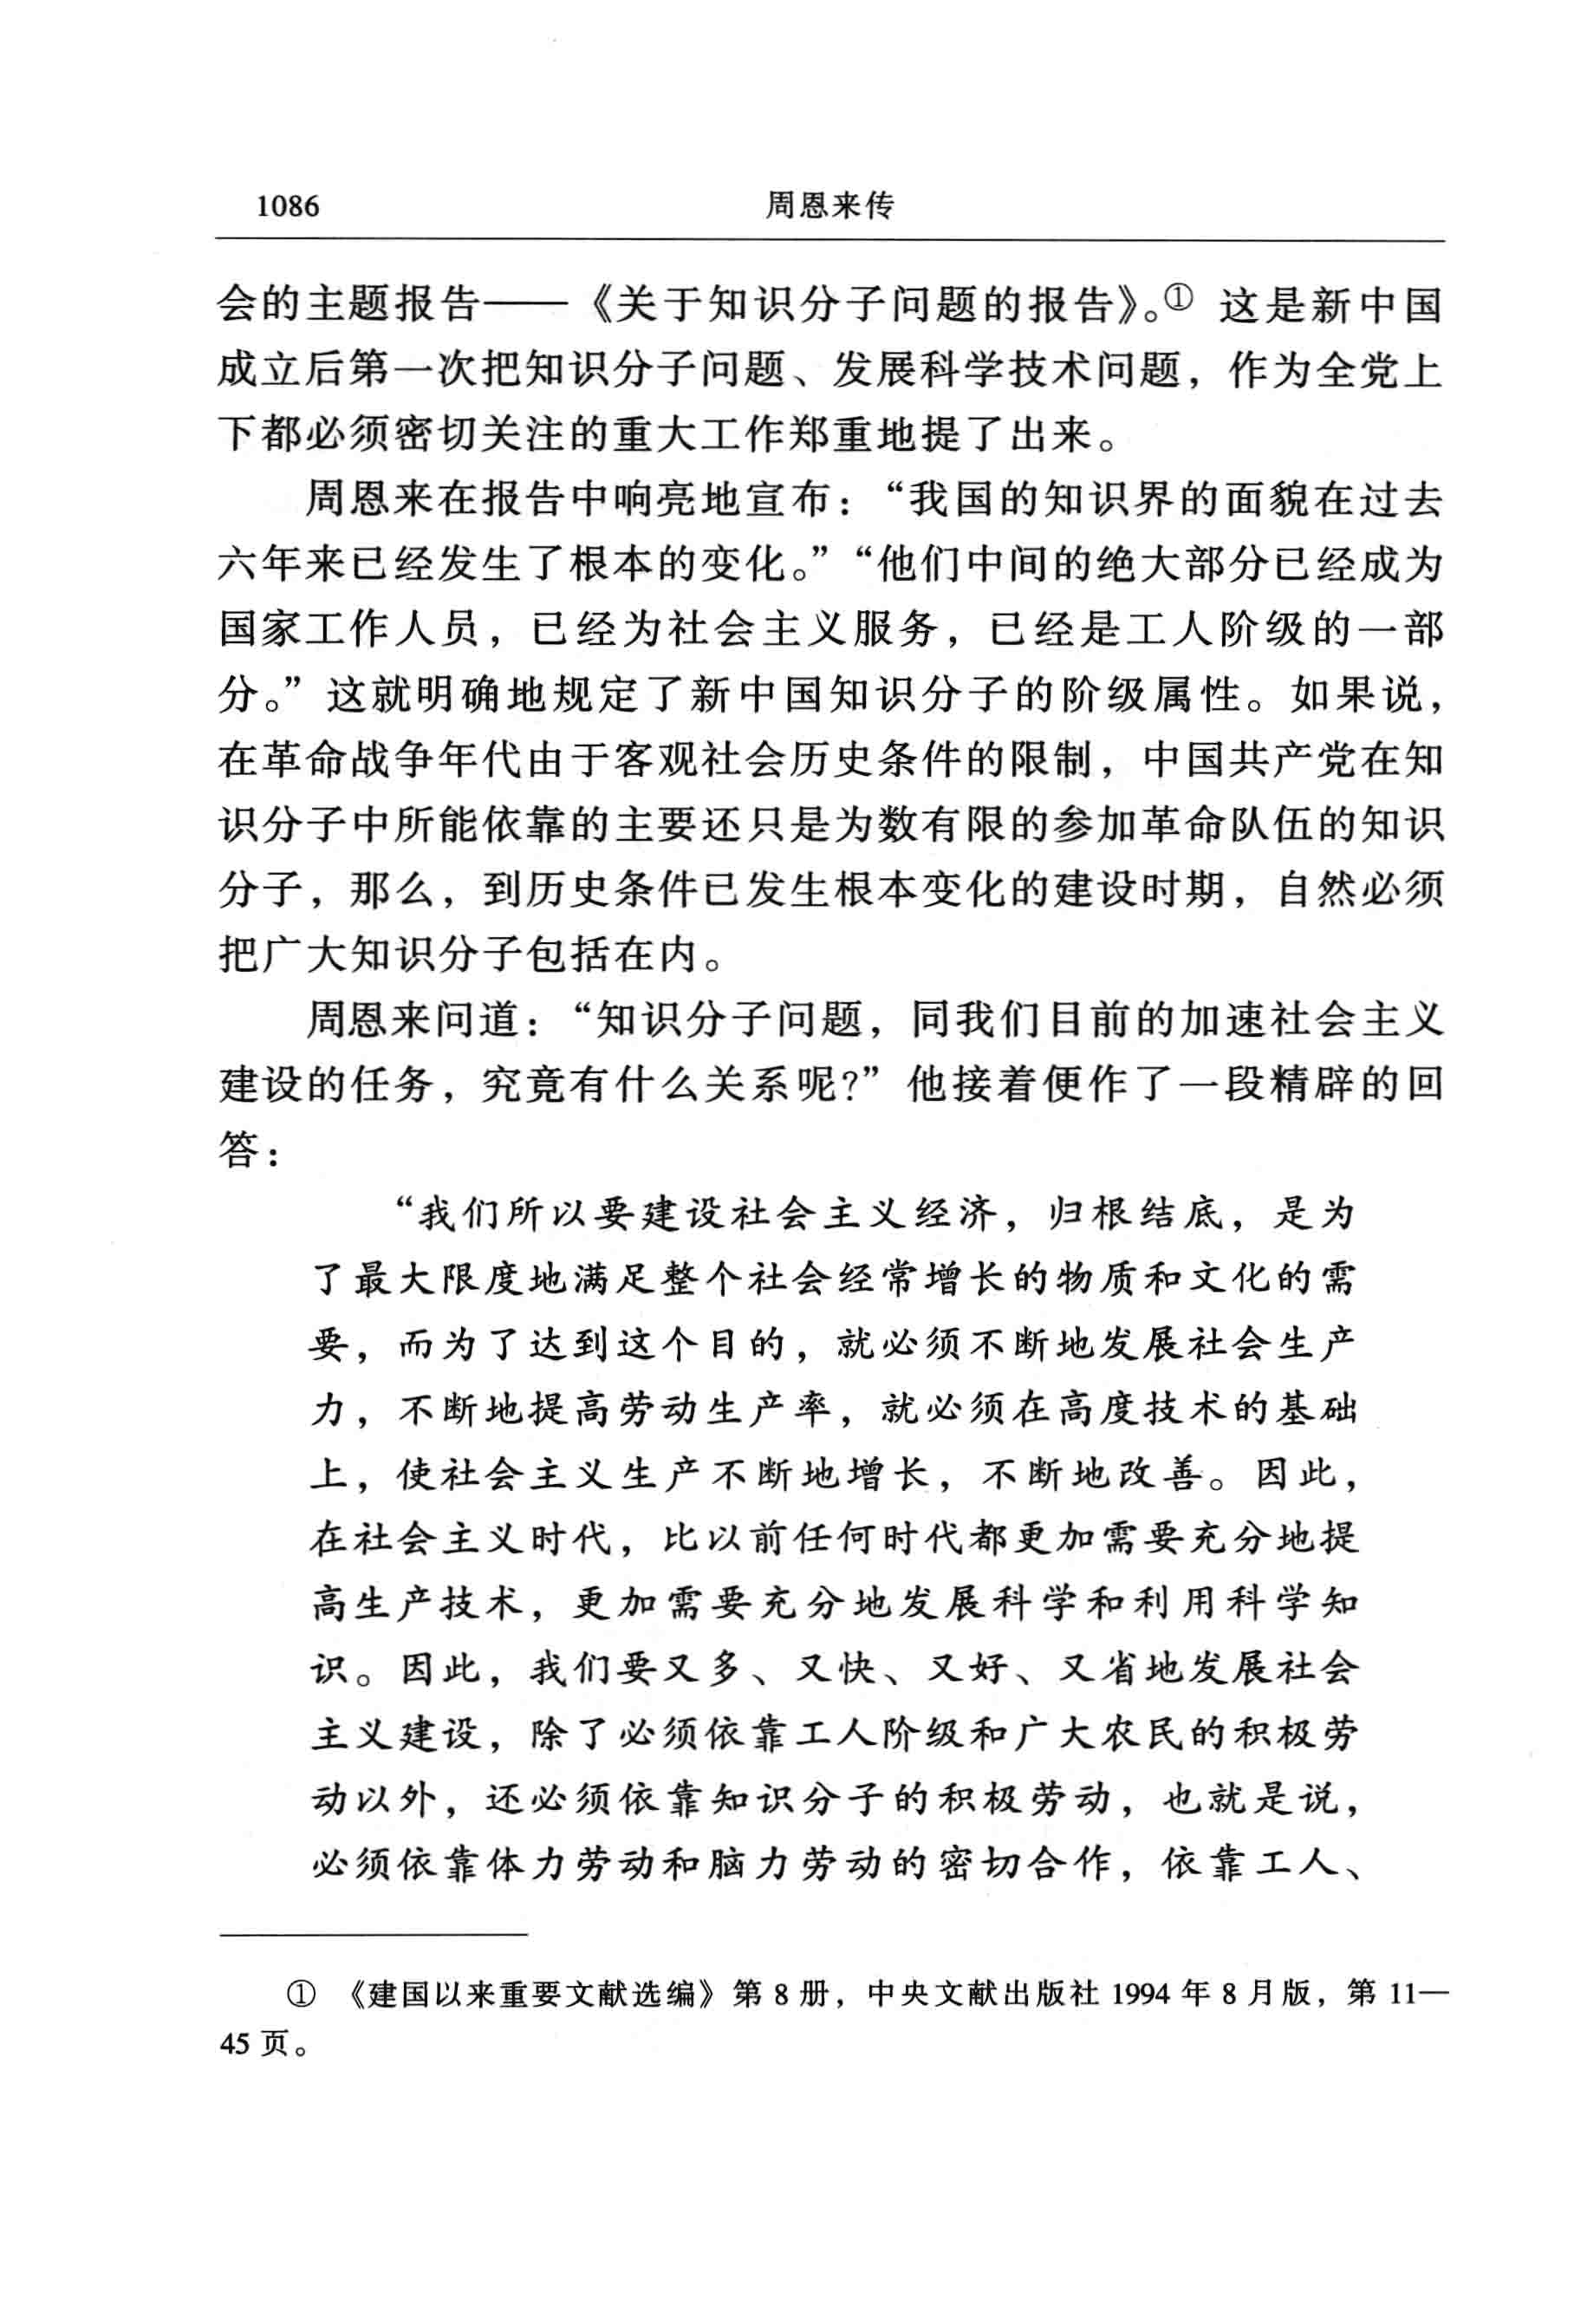 1086 周恩来传
会的主题报告——《关于知识分子问题的报告》。① 这是新中国
成立后第一次把知识分子问题、发展科学技术问题，作为全党上
下都必须密切关注的重大工作郑重地提了出来。
周恩来在报告中响亮地宣布：“我国的知识界的面貌在过去
六年来已经发生了根本的变化。”“他们中间的绝大部分已经成为
国家工作人员，已经为社会主义服务，已经是工人阶级的一部
分。”这就明确地规定了新中国知识分子的阶级属性。如果说，
在革命战争年代由于客观社会历史条件的限制，中国共产党在知
识分子中所能依靠的主要还只是为数有限的参加革命队伍的知识
分子，那么，到历史条件已发生根本变化的建设时期，自然必须
把广大知识分子包括在内。
周恩来问道：“知识分子问题，同我们目前的加速社会主义
建设的任务，究竟有什么关系呢?”他接着便作了一段精辟的回
答：
“我们所以要建设社会主义经济，归根结底，是为
了最大限度地满足整个社会经常增长的物质和文化的需
要，而为了达到这个目的，就必须不断地发展社会生产
力，不断地提高劳动生产率，就必须在高度技术的基础
上，使社会主义生产不断地增长，不断地改善。因此，
在社会主义时代，比以前任何时代都更加需要充分地提
高生产技术，更加需要充分地发展科学和利用科学知
识。因此，我们要又多、又快、又好、又省地发展社会
主义建设，除了必须依靠工人阶级和广大农民的积极劳
动以外，还必须依靠知识分子的积极劳动，也就是说，
必须依靠体力劳动和脑力劳动的密切合作，依靠工人、
① 《建国以来重要文献选编》第 8 册，中央文献出版社 1994 年 8 月版，第 11—
45 页。